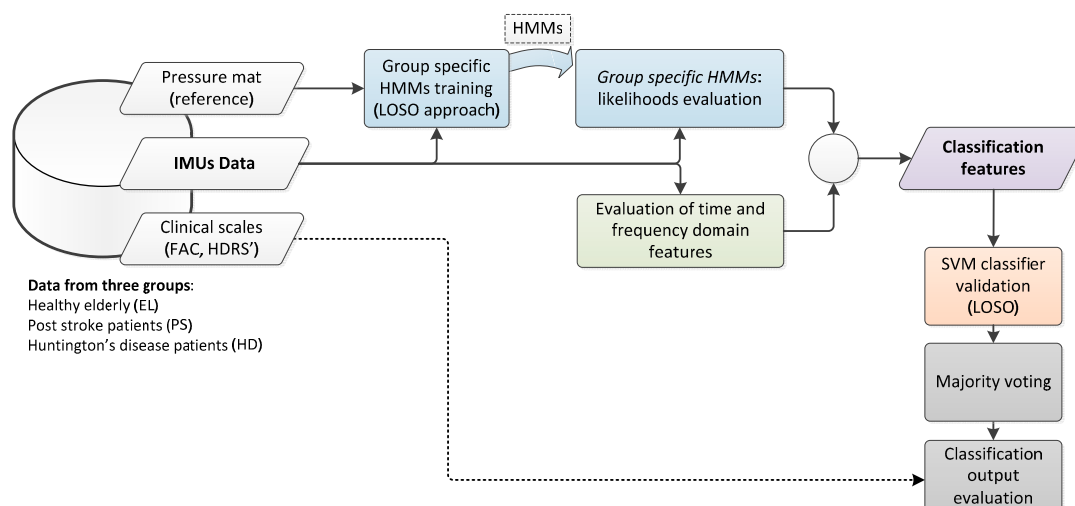 HMMs
Pressure mat
(reference)
Group specific
HMMs training
(LOSO approach)
Group specific HMMs:
likelihoods evaluation
IMUs Data
Classification
features
Clinical scales
(FAC, HDRS’)
Evaluation of time and
frequency domain
features
Data from three groups:
Healthy elderly (EL)
Post stroke patients (PS)
Huntington’s disease patients (HD)
SVM classifier
validation
(LOSO)
Majority voting
Classification
output
evaluation